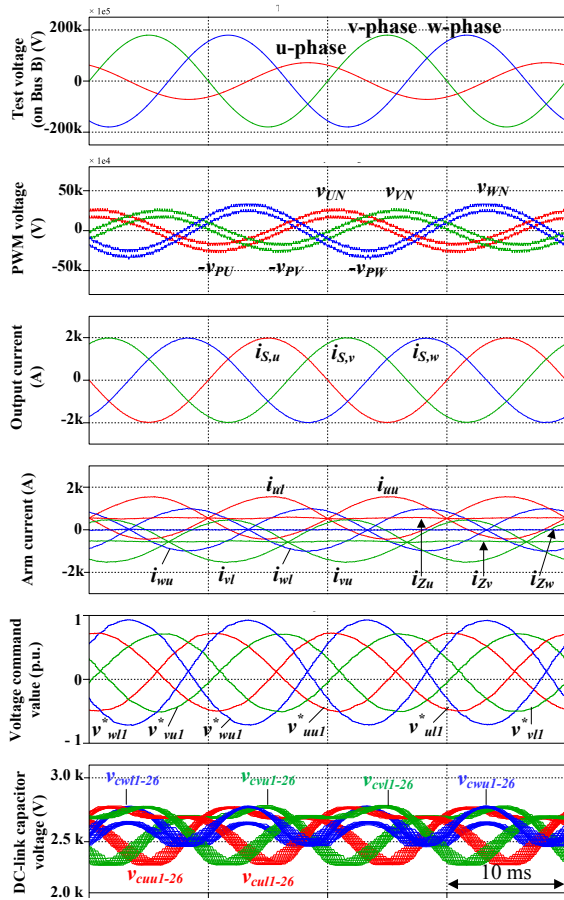 × 1e5
Test voltage
(on Bus B) (V)
200k
0
-200k
u-phase
v-phase
w-phase
× 1e4
PWM voltage
(V)
50k
0
-50k
vUN
vVN
vWN
-vPU
-vPV
-vPW
Output current
(A)
2k
0
-2k
iS,u
iS,v
iS,w
Arm current (A)
2k
0
-2k
iul
iuu
iwu
ivl
iwl
ivu
iZu
iZv
iZw
Voltage command
value (p.u.)
1
0
- 1
v*wl1
v*vu1
v*wu1
v*uu1
v*ul1
v*vl1
DC-link capacitor
voltage (V)
3.0 k
2.5 k
2.0 k
vcwl1-26
vcvu1-26
vcvl1-26
vcwu1-26
vcuu1-26
vcul1-26
10 ms